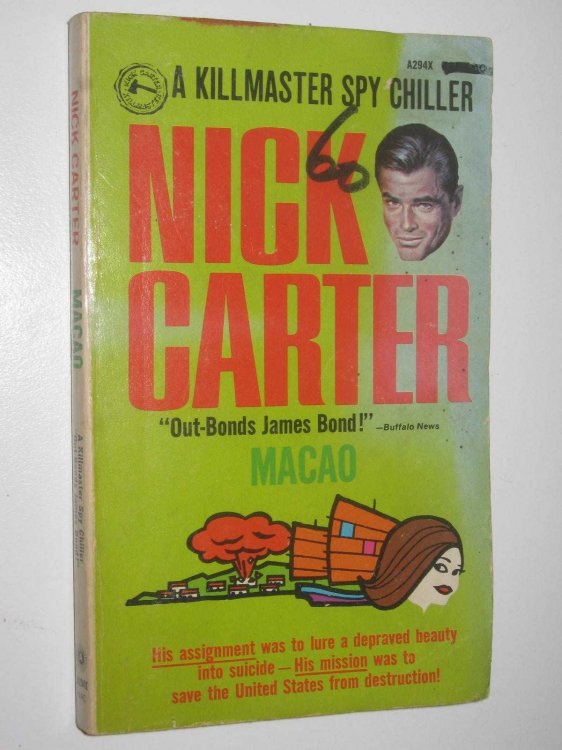 A294X
A KILLMASTER SPY CHILLER
NICK
60
CARTER
"Out-Bonds James Bond!" —Buffalo News
MACAO
His assignment was to lure a depraved beauty
into suicide — His mission was to
save the United States from destruction!
NICK CARTER
MACAO
A Killmaster Spy Chiller